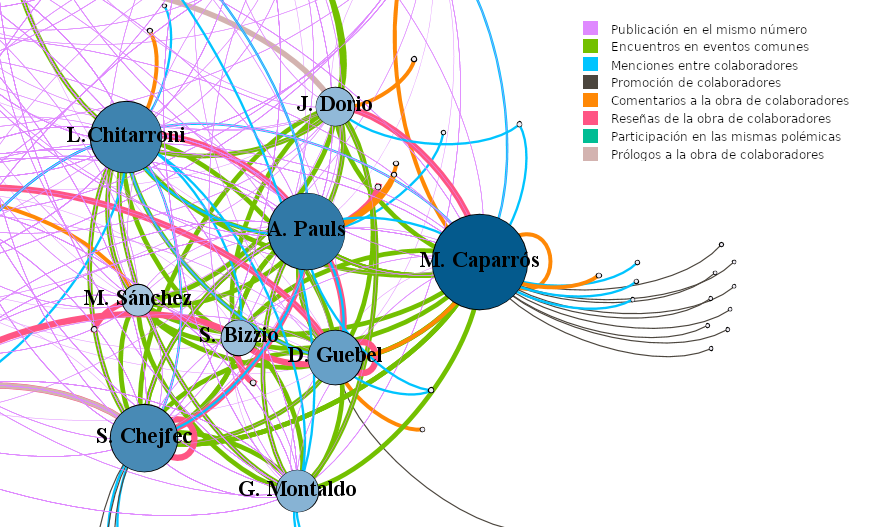 Publicación en el mismo número
Encuentros en eventos comunes
Menciones entre colaboradores
Promoción de colaboradores
Comentarios a la obra de colaboradores
Reseñas de la obra de colaboradores
Participación en las mismas polémicas
Prólogos a la obra de colaboradores
J. Dorio
L.Chitarroni
A. Pauls
M. Caparrós
M. Sánchez
S. Bizzio
D. Guebel
S. Chejfec
G. Montaldo